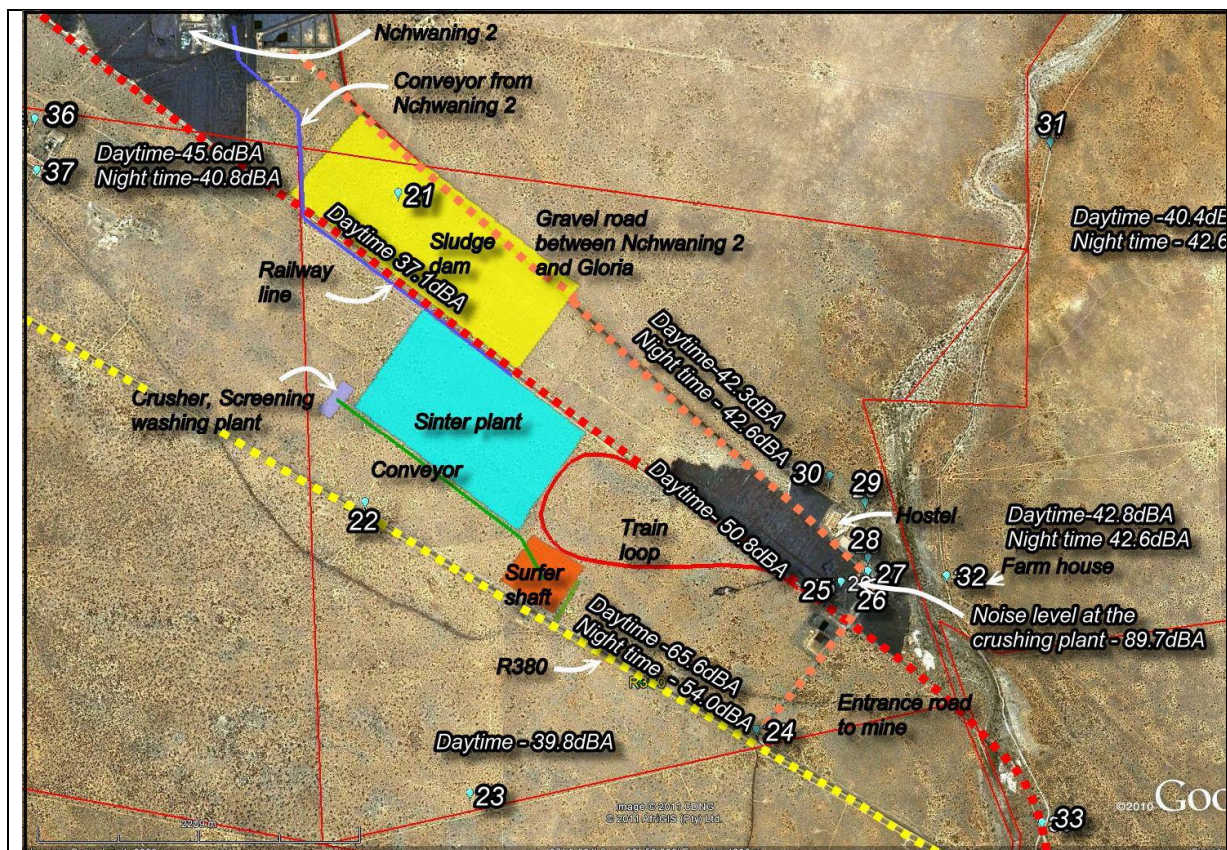 Nchwaning 2
Conveyor from
Nchwaning 2
36
31
Daytime-45.6dBA
Night time-40.8dBA
37
21
Gravel road
between Nchwaning 2
and Gloria
Daytime -40.4dB
Night time - 42.6
Daytime 37.1dBA
Sludge
dam
Railway
line
Daytime-42.3dBA
Night time - 42.6dBA
Crusher, Screening
washing plant
Sinter plant
Conveyor
30
29
Daytime- 50.8dBA
22
Hostel
Daytime-42.8dBA
Night time 42.6dBA
28
Train
loop
27
32
Farm house
25
26
Surfer
shaft
Noise level at the
crushing plant - 89.7dBA
Daytime -65.6dBA
Night time - 54.0dBA
R380
Entrance road
to mine
24
Daytime - 39.8dBA
23
Image © 2011 CDNG
© 2011 AfriGIS (Pty) Ltd.
©2010 Goo
33